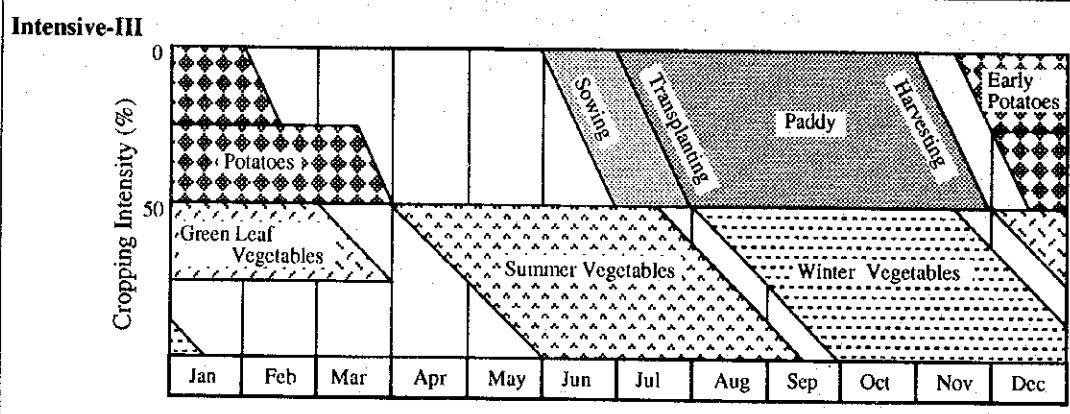 Intensive-III
0
50
Cropping Intensity (%)
Potatoes
Green Leaf
Vegetables
Sowing
Transplanting
Paddy
Harvesting
Early
Potatoes
Summer Vegetables
Winter Vegetables
Jan Feb Mar Apr May Jun Jul Aug Sep Oct Nov Dec